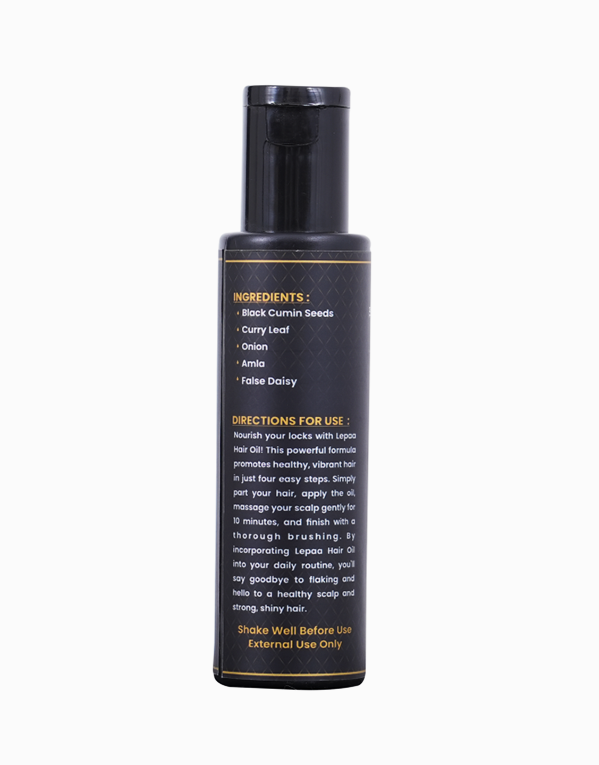 INGREDIENTS :
Black Cumin Seeds
Curry Leaf
Onion
Amla
False Daisy
DIRECTIONS FOR USE :
Nourish your locks with Lepaa
Hair Oil! This powerful formula
promotes healthy, vibrant hair
in just four easy steps. Simply
part your hair, apply the oil,
massage your scalp gently for
10 minutes, and finish with a
thorough brushing. By
incorporating Lepaa Hair Oil
into your daily routine, you'll
say goodbye to flaking and
hello to a healthy scalp and
strong, shiny hair.
Shake Well Before Use
External Use Only